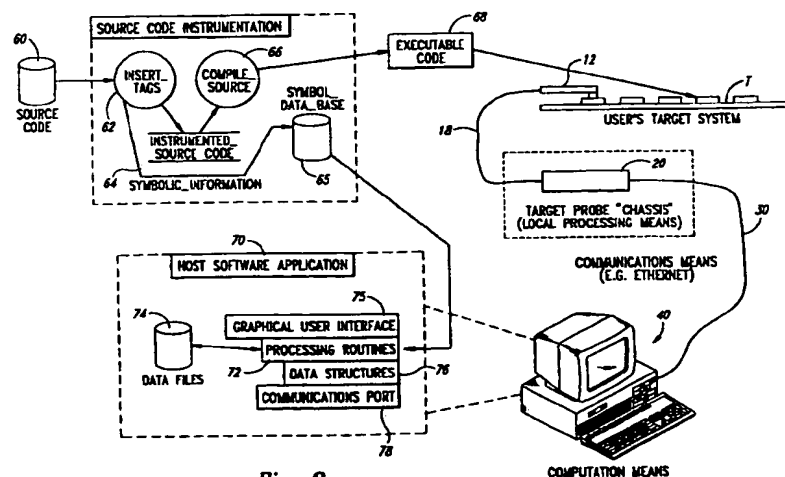 SOURCE CODE INSTRUMENTATION
60
SOURCE
CODE
INSERT_
TAGS
62
66
COMPILE_
SOURCE
INSTRUMENTED_
SOURCE CODE
64
SYMBOLIC_INFORMATION
SYMBOL_
DATA_BASE
65
68
EXECUTABLE
CODE
12
T
USER'S TARGET SYSTEM
18
20
TARGET PROBE "CHASSIS"
(LOCAL PROCESSING MEANS)
30
COMMUNICATIONS MEANS
(E.G. ETHERNET)
70
HOST SOFTWARE APPLICATION
74
DATA FILES
75
GRAPHICAL USER INTERFACE
PROCESSING ROUTINES
72
DATA STRUCTURES
76
COMMUNICATIONS PORT
78
40
COMPUTATION MEANS